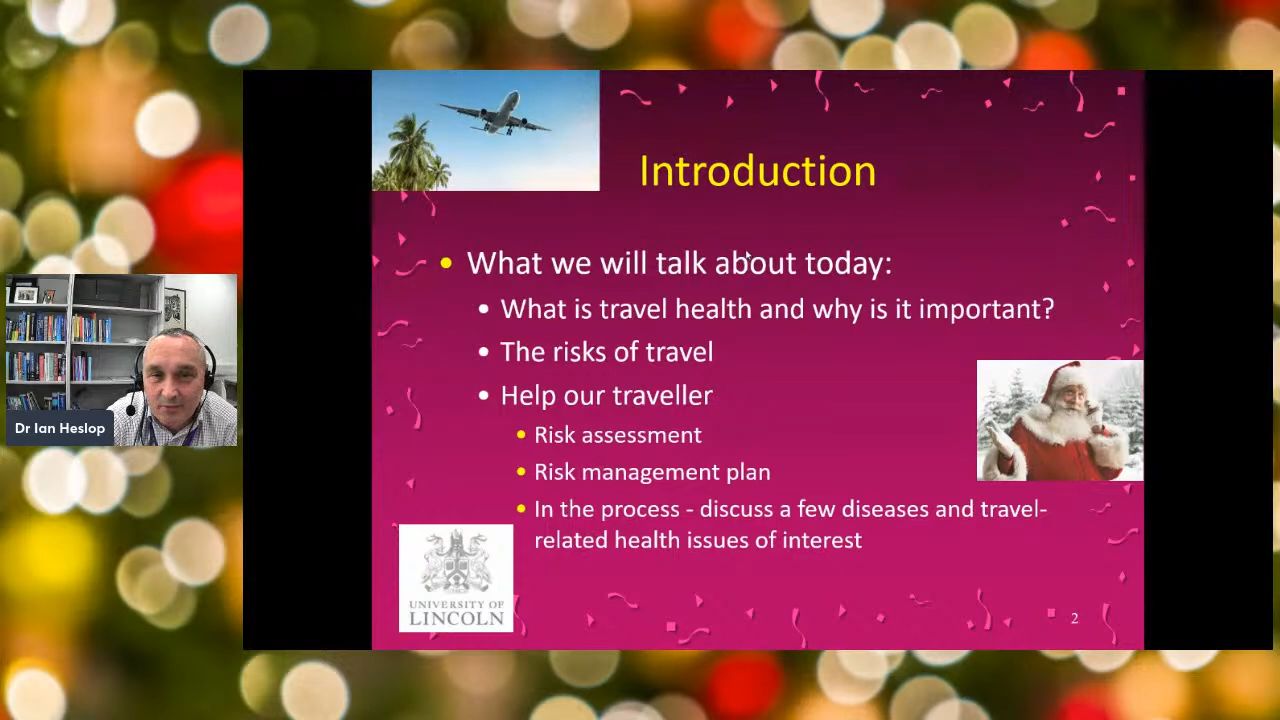 Introduction
• What we will talk about today:
• What is travel health and why is it important?
• The risks of travel
• Help our traveller
• Risk assessment
• Risk management plan
• In the process - discuss a few diseases and travel-
related health issues of interest
Dr Ian Heslop
UNIVERSITY OF
LINCOLN
2